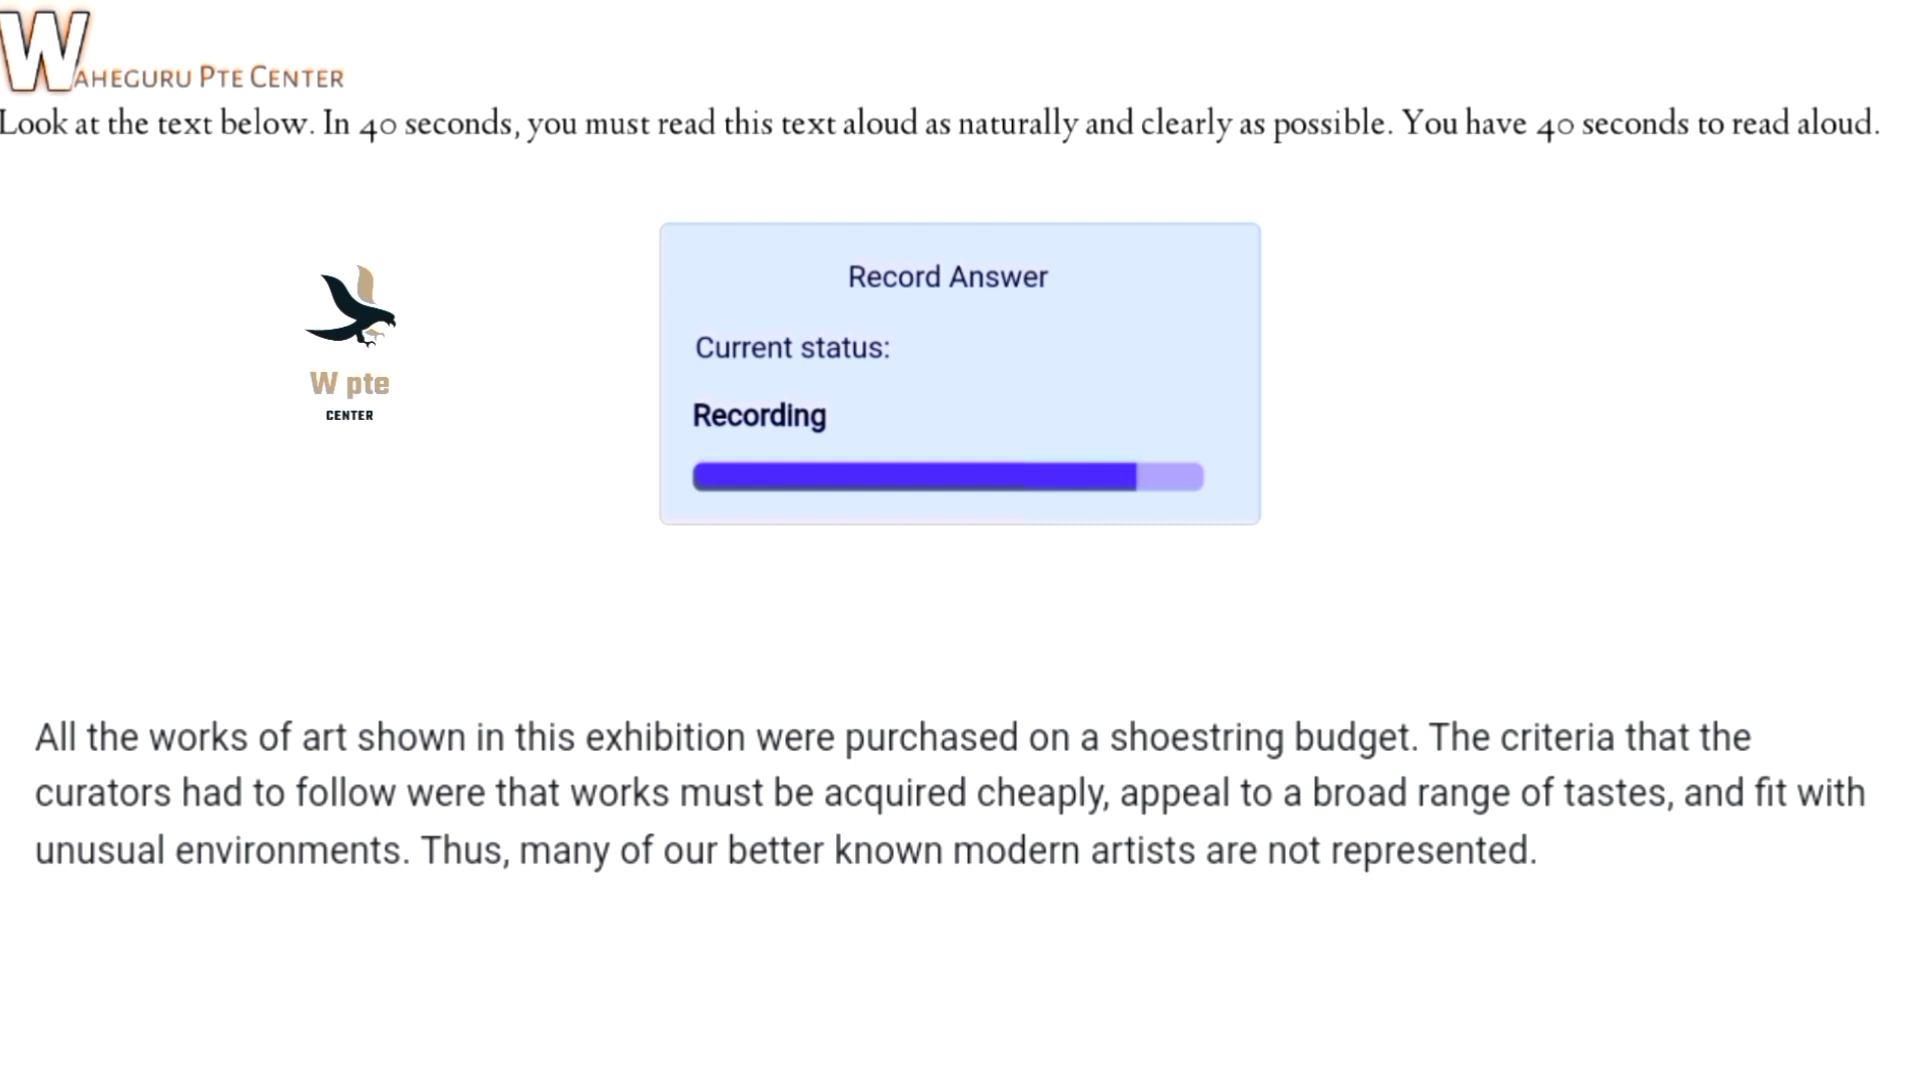 WAHEGURU PTE CENTER
Look at the text below. In 40 seconds, you must read this text aloud as naturally and clearly as possible. You have 40 seconds to read aloud.
Record Answer
Current status:
Recording
W pte
CENTER
All the works of art shown in this exhibition were purchased on a shoestring budget. The criteria that the
curators had to follow were that works must be acquired cheaply, appeal to a broad range of tastes, and fit with
unusual environments. Thus, many of our better known modern artists are not represented.